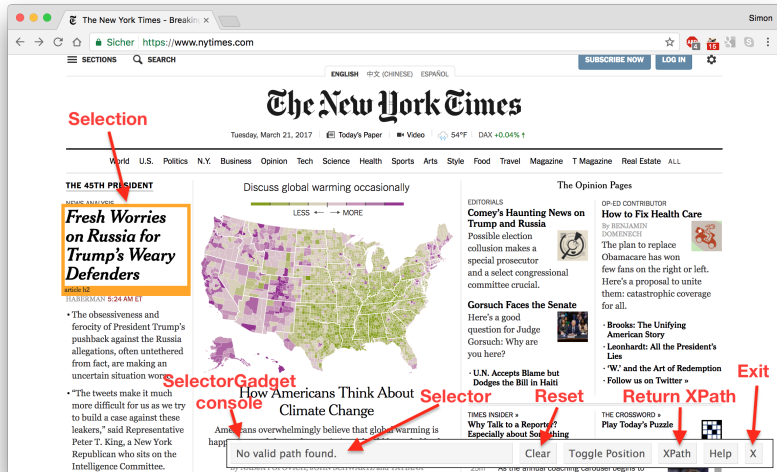 The New York Times - Breaking
Simon
Sicher https://www.nytimes.com
4
15
SECTIONS SEARCH
SUBSCRIBE NOW LOG IN
ENGLISH 中文 (CHINESE) ESPAÑOL
The New York Times
Selection
Tuesday, March 21, 2017 Today's Paper Video 54°F DAX +0.04% ↑
World U.S. Politics N.Y. Business Opinion Tech Science Health Sports Arts Style Food Travel Magazine T Magazine Real Estate ALL
THE 45TH PRESIDENT
NEWS ANALYSIS
Fresh Worries
on Russia for
Trump's Weary
Defenders
article h2
HABERMAN 5:24 AM ET
• The obsessiveness and
ferocity of President Trump's
pushback against the Russia
allegations, often untethered
from fact, are making an
uncertain situation worse.
• “The tweets make it much
more difficult for us as we try
to build a case against these
leakers,” said Representative
Peter T. King, a New York
Republican who sits on the
Intelligence Committee.
Discuss global warming occasionally
LESS ← → MORE
How Americans Think About
Climate Change
Americans overwhelmingly believe that global warming is
The Opinion Pages
EDITORIALS
Comey's Haunting News on
Trump and Russia
Possible election
collusion makes a
special prosecutor
and a select congressional
committee crucial.
Gorsuch Faces the Senate
Here's a good
question for Judge
Gorsuch: Why are
you here?
· U.N. Accepts Blame but
Dodges the Bill in Haiti
OP-ED CONTRIBUTOR
How to Fix Health Care
By BENJAMIN
DOMENECH
The plan to replace
Obamacare has won
few fans on the right or left.
Here's a proposal to unite
them: catastrophic coverage
for all.
· Brooks: The Unifying
American Story
· Leonhardt: All the President's
Lies
· 'W.' and the Art of Redemption
· Follow us on Twitter »
TIMES INSIDER »
Why Talk to a Reporter?
Especially about Something
THE CROSSWORD »
Play Today's Puzzle
SelectorGadget
console
Selector
Reset
Return XPath
Exit
No valid path found.
Clear Toggle Position XPath Help X